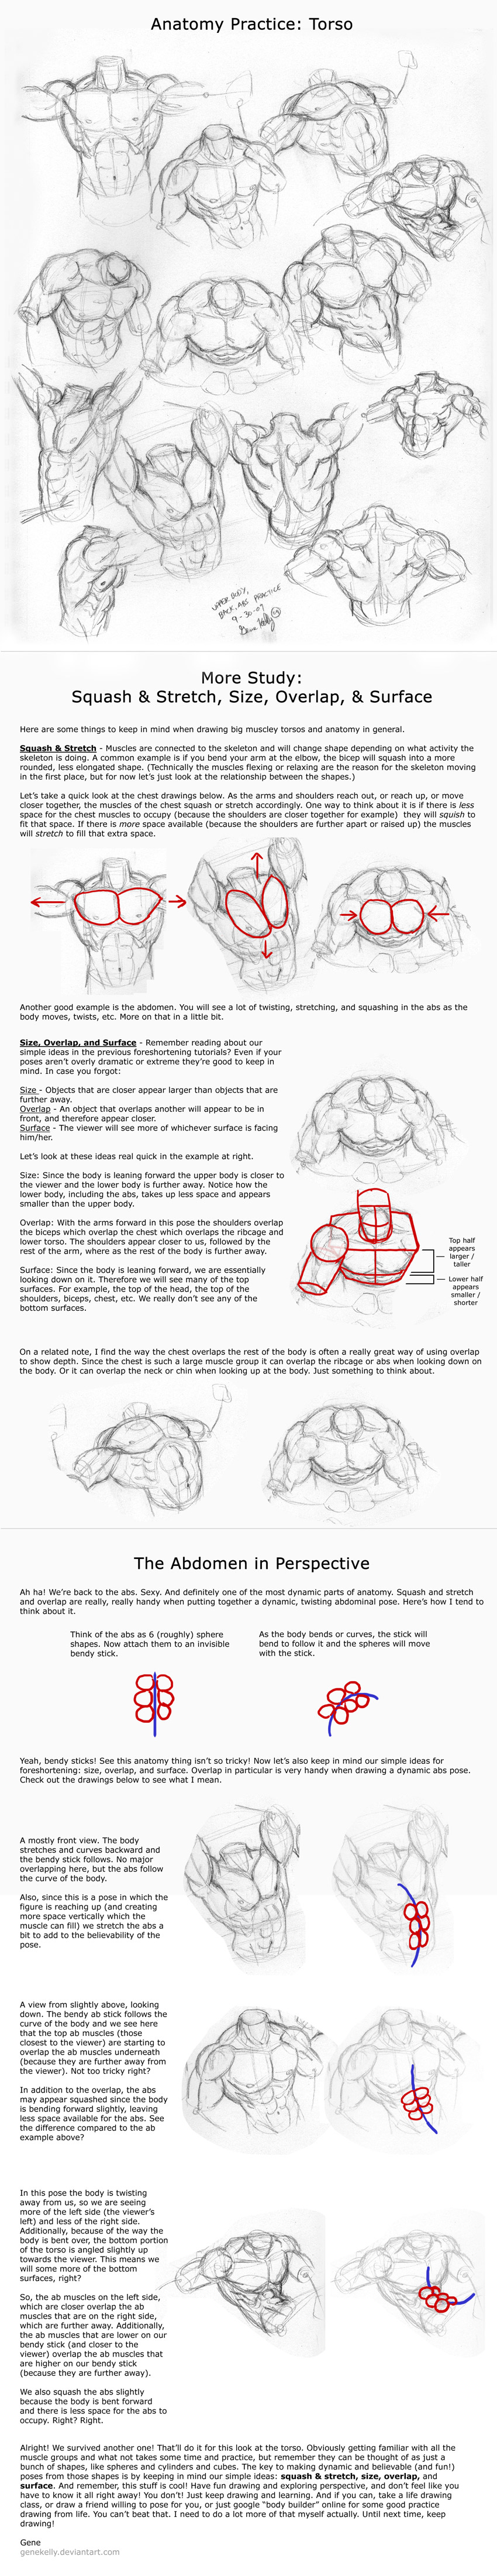 Anatomy Practice: Torso
UPPER BODY,
BACK, ABS PRACTICE
9-30-07
More Study:
Squash & Stretch, Size, Overlap, & Surface
Here are some things to keep in mind when drawing big muscley torsos and anatomy in general.
Squash & Stretch - Muscles are connected to the skeleton and will change shape depending on what activity the
skeleton is doing. A common example is if you bend your arm at the elbow, the bicep will squash into a more
rounded, less elongated shape. (Technically the muscles flexing or relaxing are the reason for the skeleton moving
in the first place, but for now let's just look at the relationship between the shapes.)
Let's take a quick look at the chest drawings below. As the arms and shoulders reach out, or reach up, or move
closer together, the muscles of the chest squash or stretch accordingly. One way to think about it is if there is less
space for the chest muscles to occupy (because the shoulders are closer together for example) they will squish to
fit that space. If there is more space available (because the shoulders are further apart or raised up) the muscles
will stretch to fill that extra space.
Another good example is the abdomen. You will see a lot of twisting, stretching, and squashing in the abs as the
body moves, twists, etc. More on that in a little bit.
Size, Overlap, and Surface - Remember reading about our
simple ideas in the previous foreshortening tutorials? Even if your
poses aren't overly dramatic or extreme they're good to keep in
mind. In case you forgot:
Size - Objects that are closer appear larger than objects that are
further away.
Overlap - An object that overlaps another will appear to be in
front, and therefore appear closer.
Surface - The viewer will see more of whichever surface is facing
him/her.
Let's look at these ideas real quick in the example at right.
Size: Since the body is leaning forward the upper body is closer to
the viewer and the lower body is further away. Notice how the
lower body, including the abs, takes up less space and appears
smaller than the upper body.
Overlap: With the arms forward in this pose the shoulders overlap
the biceps which overlap the chest which overlaps the ribcage and
lower torso. The shoulders appear closer to us, followed by the
rest of the arm, where as the rest of the body is further away.
Surface: Since the body is leaning forward, we are essentially
looking down on it. Therefore we will see many of the top
surfaces. For example, the top of the head, the top of the
shoulders, biceps, chest, etc. We really don't see any of the
bottom surfaces.
Top half
appears
larger /
taller
Lower half
appears
smaller /
shorter
On a related note, I find the way the chest overlaps the rest of the body is often a really great way of using overlap
to show depth. Since the chest is such a large muscle group it can overlap the ribcage or abs when looking down on
the body. Or it can overlap the neck or chin when looking up at the body. Just something to think about.
The Abdomen in Perspective
Ah ha! We're back to the abs. Sexy. And definitely one of the most dynamic parts of anatomy. Squash and stretch
and overlap are really, really handy when putting together a dynamic, twisting abdominal pose. Here's how I tend to
think about it.
Think of the abs as 6 (roughly) sphere
shapes. Now attach them to an invisible
bendy stick.
As the body bends or curves, the stick will
bend to follow it and the spheres will move
with the stick.
Yeah, bendy sticks! See this anatomy thing isn't so tricky! Now let's also keep in mind our simple ideas for
foreshortening: size, overlap, and surface. Overlap in particular is very handy when drawing a dynamic abs pose.
Check out the drawings below to see what I mean.
A mostly front view. The body
stretches and curves backward and
the bendy stick follows. No major
overlapping here, but the abs follow
the curve of the body.
Also, since this is a pose in which the
figure is reaching up (and creating
more space vertically which the
muscle can fill) we stretch the abs a
bit to add to the believability of the
pose.
A view from slightly above, looking
down. The bendy ab stick follows the
curve of the body and we see here
that the top ab muscles (those
closest to the viewer) are starting to
overlap the ab muscles underneath
(because they are further away from
the viewer). Not too tricky right?
In addition to the overlap, the abs
may appear squashed since the body
is bending forward slightly, leaving
less space available for the abs. See
the difference compared to the ab
example above?
In this pose the body is twisting
away from us, so we are seeing
more of the left side (the viewer's
left) and less of the right side.
Additionally, because of the way the
body is bent over, the bottom portion
of the torso is angled slightly up
towards the viewer. This means we
will some more of the bottom
surfaces, right?
So, the ab muscles on the left side,
which are closer overlap the ab
muscles that are on the right side,
which are further away. Additionally,
the ab muscles that are lower on our
bendy stick (and closer to the
viewer) overlap the ab muscles that
are higher on our bendy stick
(because they are further away).
We also squash the abs slightly
because the body is bent forward
and there is less space for the abs to
occupy. Right? Right.
Alright! We survived another one! That'll do it for this look at the torso. Obviously getting familiar with all the
muscle groups and what not takes some time and practice, but remember they can be thought of as just a
bunch of shapes, like spheres and cylinders and cubes. The key to making dynamic and believable (and fun!)
poses from those shapes is by keeping in mind our simple ideas: squash & stretch, size, overlap, and
surface. And remember, this stuff is cool! Have fun drawing and exploring perspective, and don't feel like you
have to know it all right away! You don't! Just keep drawing and learning. And if you can, take a life drawing
class, or draw a friend willing to pose for you, or just google "body builder" online for some good practice
drawing from life. You can't beat that. I need to do a lot more of that myself actually. Until next time, keep
drawing!
Gene
genekelly.deviantart.com